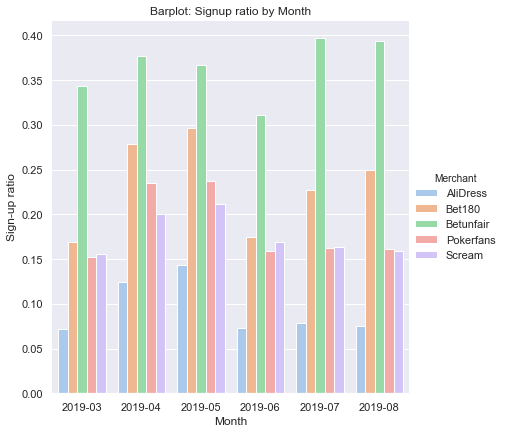 Barplot: Signup ratio by Month
0.40
0.35
0.30
0.25
0.20
0.15
0.10
0.05
0.00
Sign-up ratio
2019-03 2019-04 2019-05 2019-06 2019-07 2019-08
Month
Merchant
AliDress
Bet180
Betunfair
Pokerfans
Scream